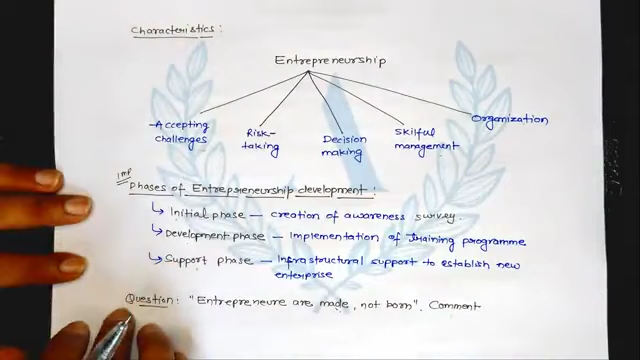 Characteristics :
Entrepreneurship
Accepting challenges
Risk-taking
Decision making
Skilful management
Organization
IMP
Phases of Entrepreneurship development :
↳ Initial phase — creation of awareness survey.
↳ Development phase — Implementation of training programme
↳ Support phase — Infrastructural support to establish new
enterprise
Question: "Entrepreneure are made, not born". Comment